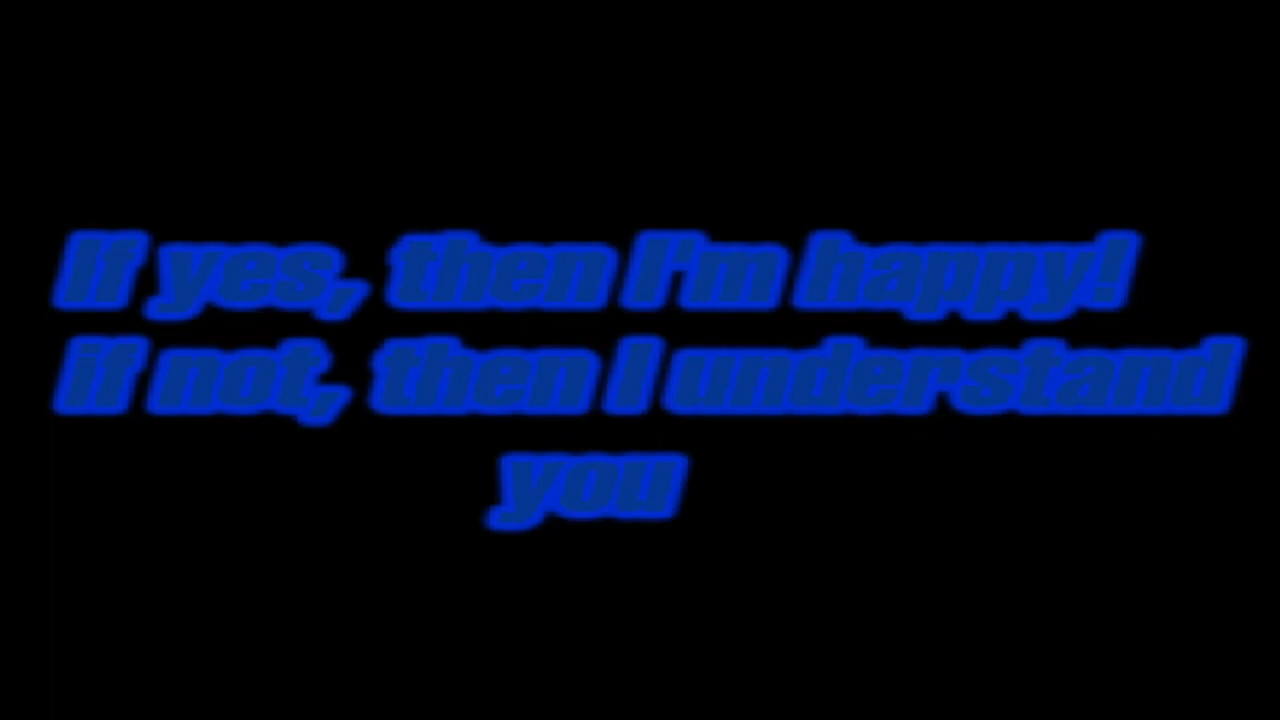 If yes, then I'm happy!
if not, then I understand
you